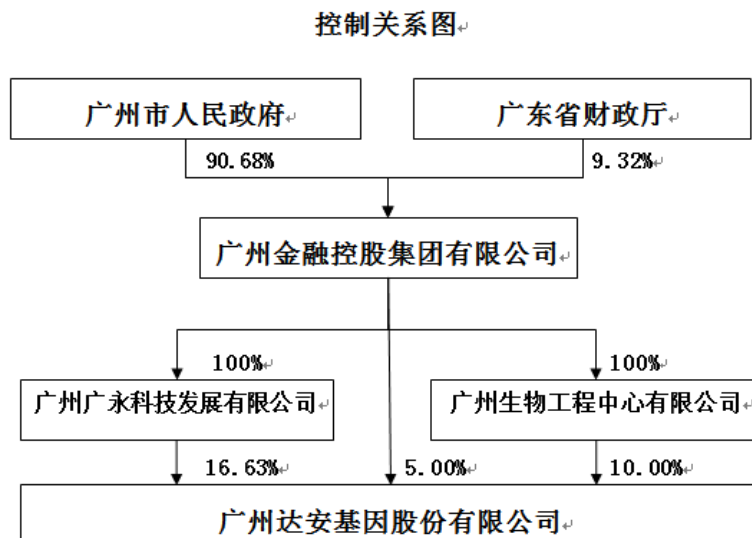 控制关系图
广州市人民政府
广东省财政厅
90.68%
9.32%
广州金融控股集团有限公司
100%
100%
广州广永科技发展有限公司
广州生物工程中心有限公司
16.63%
5.00%
10.00%
广州达安基因股份有限公司